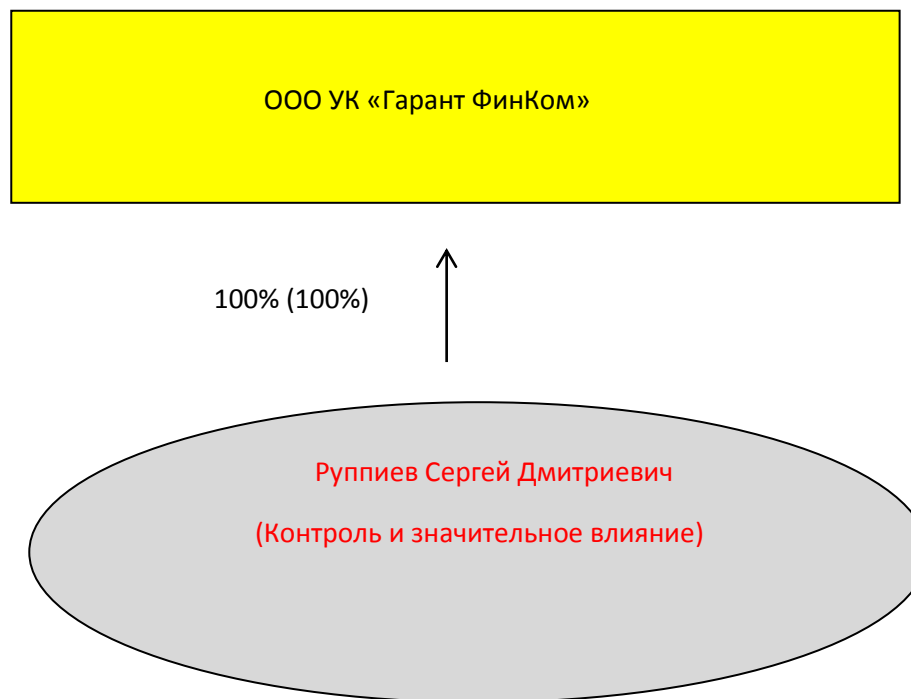 ООО УК «Гарант ФинКом»
100% (100%)
Руппиев Сергей Дмитриевич
(Контроль и значительное влияние)